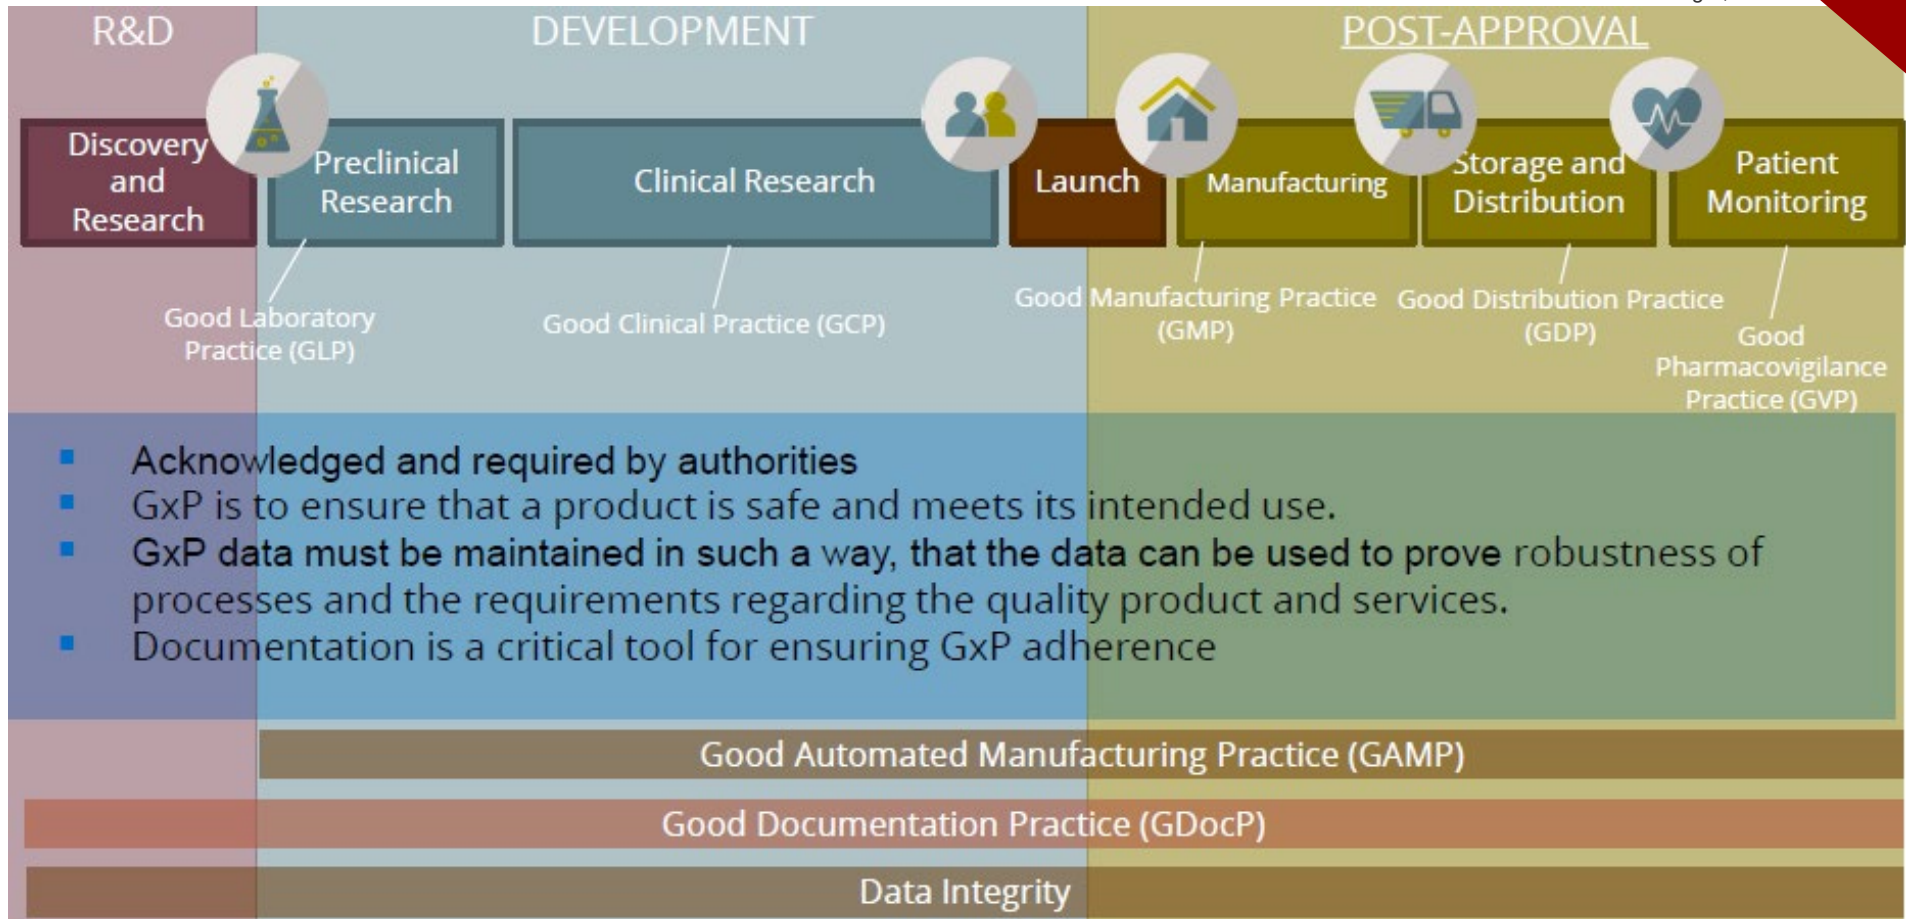 R&D
DEVELOPMENT
POST-APPROVAL
Discovery
and
Research
Preclinical
Research
Clinical Research
Launch
Manufacturing
Storage and
Distribution
Patient
Monitoring
Good Laboratory
Practice (GLP)
Good Clinical Practice (GCP)
Good Manufacturing Practice
(GMP)
Good Distribution Practice
(GDP)
Good
Pharmacovigilance
Practice (GVP)
Acknowledged and required by authorities
GxP is to ensure that a product is safe and meets its intended use.
GxP data must be maintained in such a way, that the data can be used to prove robustness of
processes and the requirements regarding the quality product and services.
Documentation is a critical tool for ensuring GxP adherence
Good Automated Manufacturing Practice (GAMP)
Good Documentation Practice (GDocP)
Data Integrity